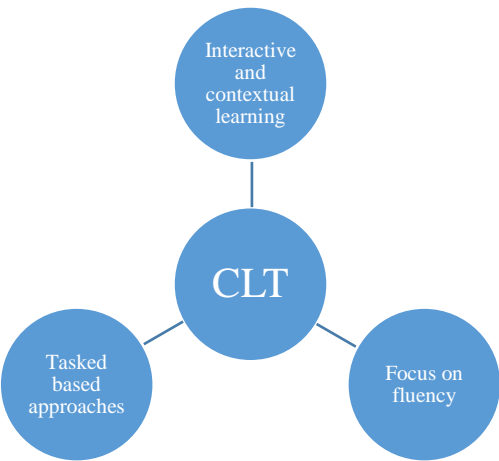 Interactive
and
contextual
learning
CLT
Tasked
based
approaches
Focus on
fluency